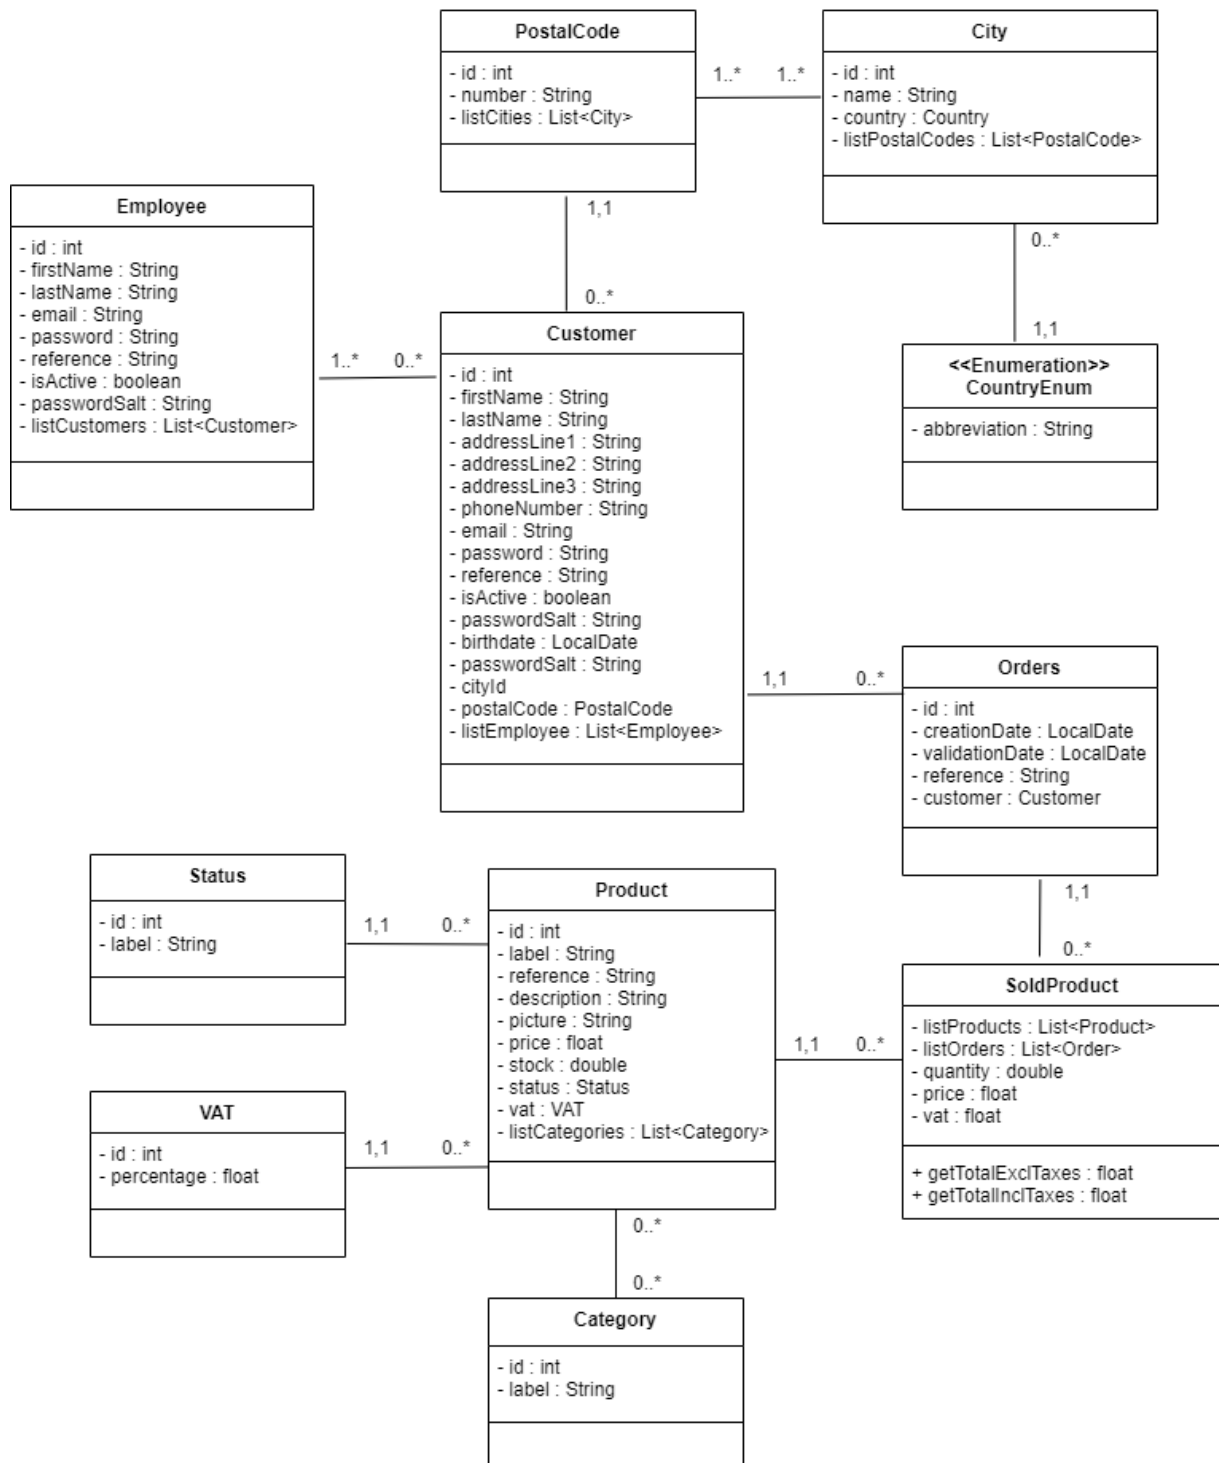 PostalCode
- id : int
- number : String
- listCities : List<City>
1..*
1..*
City
- id : int
- name : String
- country : Country
- listPostalCodes : List<PostalCode>
1,1
0..*
0..*
1,1
Employee
- id : int
- firstName : String
- lastName : String
- email : String
- password : String
- reference : String
- isActive : boolean
- passwordSalt : String
- listCustomers : List<Customer>
1..*
0..*
Customer
- id : int
- firstName : String
- lastName : String
- addressLine1 : String
- addressLine2 : String
- addressLine3 : String
- phoneNumber : String
- email : String
- password : String
- reference : String
- isActive : boolean
- passwordSalt : String
- birthdate : LocalDate
- passwordSalt : String
- cityId
- postalCode : PostalCode
- listEmployee : List<Employee>
<<Enumeration>>
CountryEnum
- abbreviation : String
1,1
0..*
Orders
- id : int
- creationDate : LocalDate
- validationDate : LocalDate
- reference : String
- customer : Customer
1,1
0..*
Status
- id : int
- label : String
1,1
0..*
Product
- id : int
- label : String
- reference : String
- description : String
- picture : String
- price : float
- stock : double
- status : Status
- vat : VAT
- listCategories : List<Category>
1,1
0..*
SoldProduct
- listProducts : List<Product>
- listOrders : List<Order>
- quantity : double
- price : float
- vat : float
+ getTotalExclTaxes : float
+ getTotalInclTaxes : float
VAT
- id : int
- percentage : float
1,1
0..*
0..*
0..*
Category
- id : int
- label : String